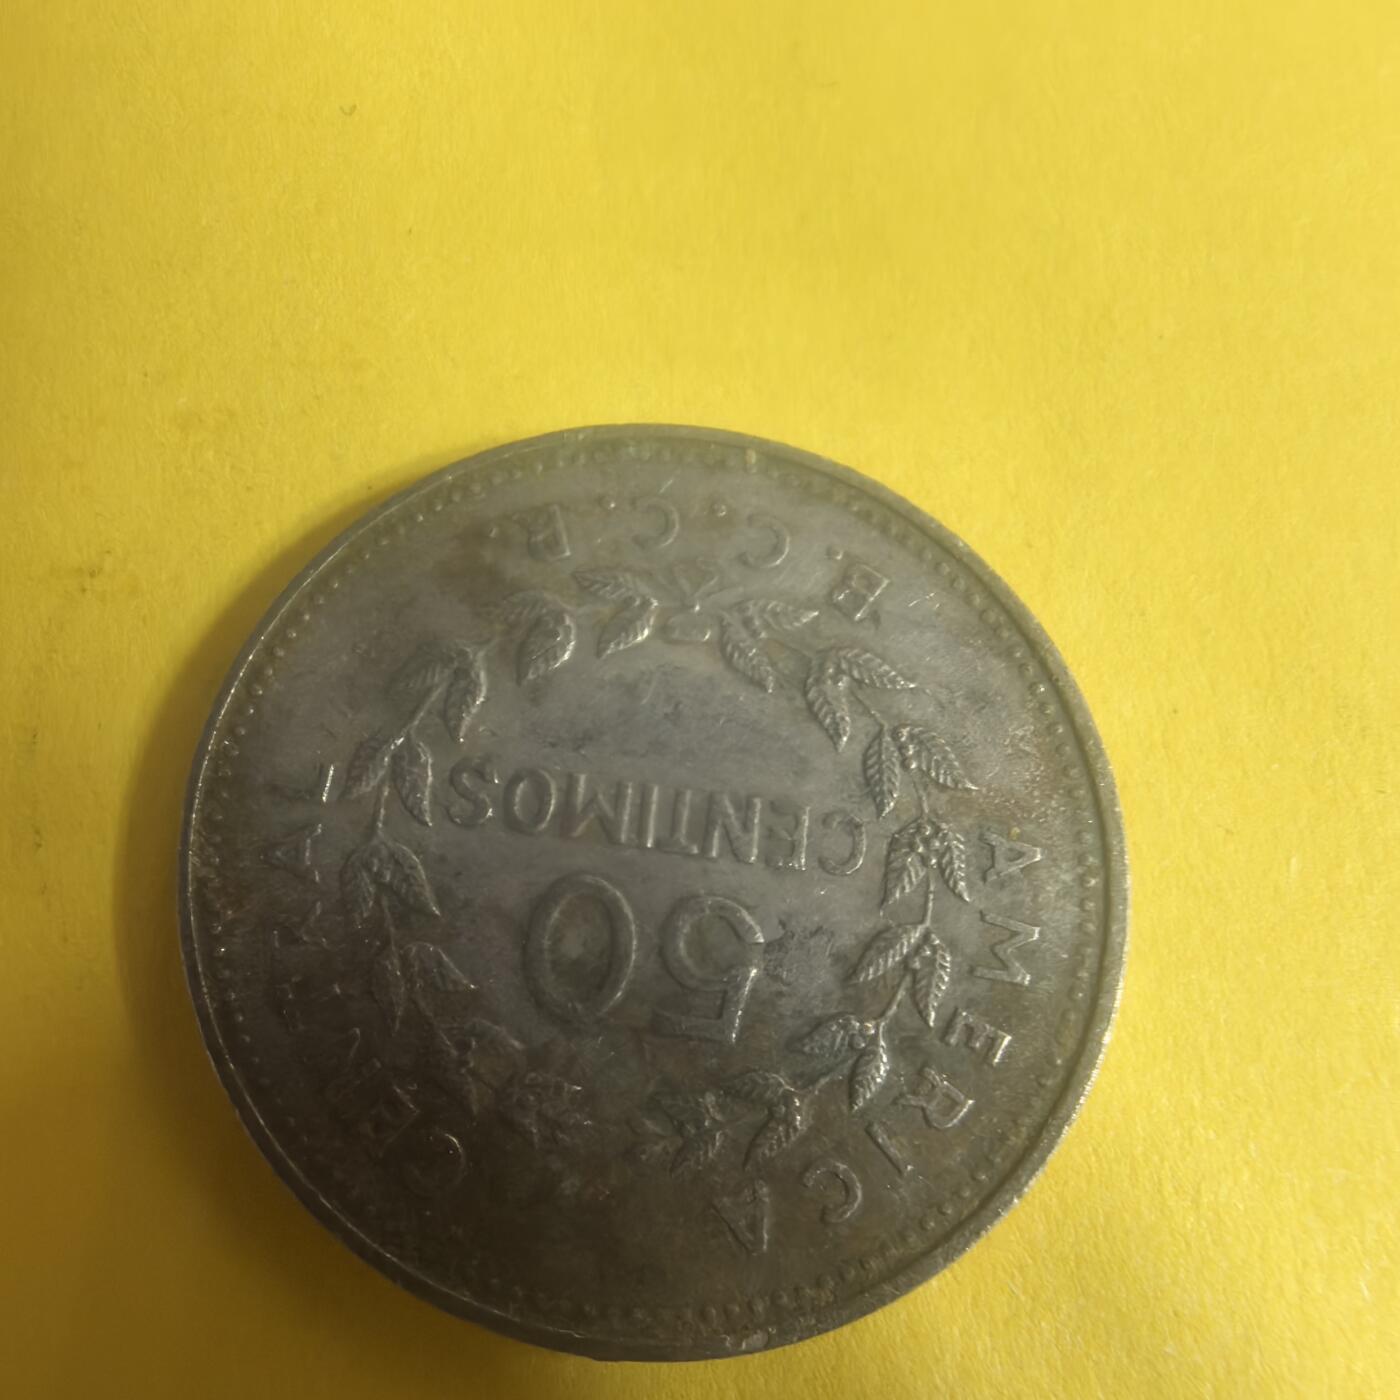 AMERICA CENTRAL
50
CENTIMOS
B.C.C.R.